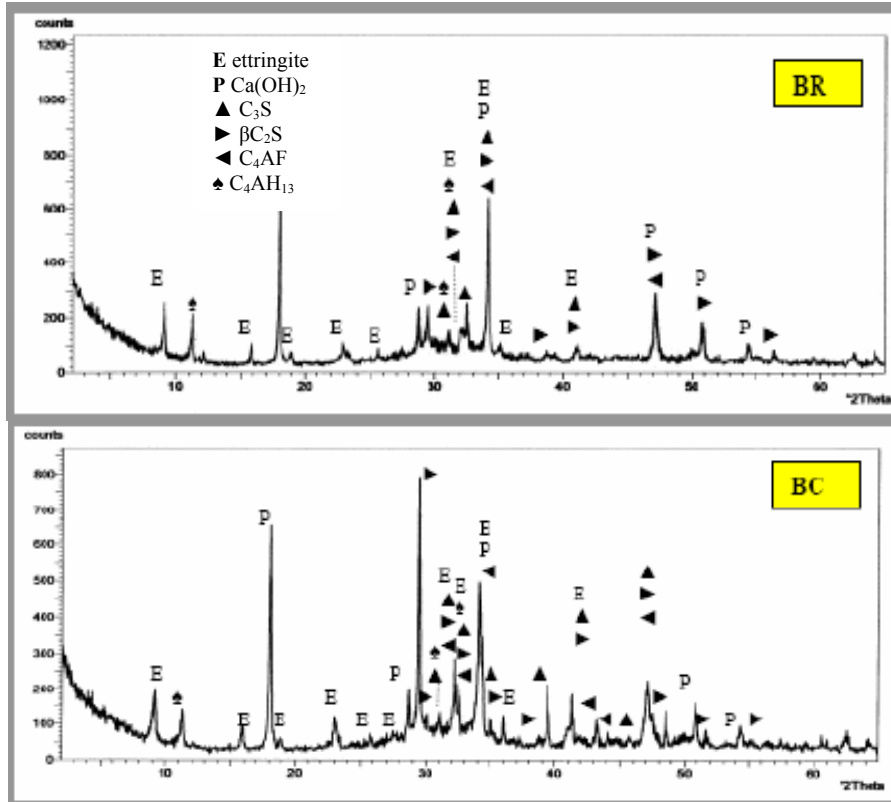 counts
1200
1000
800
600
400
200
0
E ettringite
P Ca(OH)₂
▲ C₃S
► βC₂S
◄ C₄AF
♠ C₄AH₁₃
BR
E
P
▲
►
◄
E
♠
▲
►
◄
E
♠
E
E
E
E
P
►
♠
▲
▲
E
►
E
▲
►
P
►
◄
P
►
P
►
10
20
30
40
50
60
°2Theta
counts
800
700
600
500
400
300
200
100
0
BC
►
P
E
P
◄
E
▲
►
◄
E
♠
▲
►
◄
♠
▲
E
♠
E
E
E
E
E
P
►
▲
►
E
►
▲
E
▲
►
◄
◄
▲
▲
►
◄
►
P
►
P
►
10
20
30
40
50
60
°2Theta